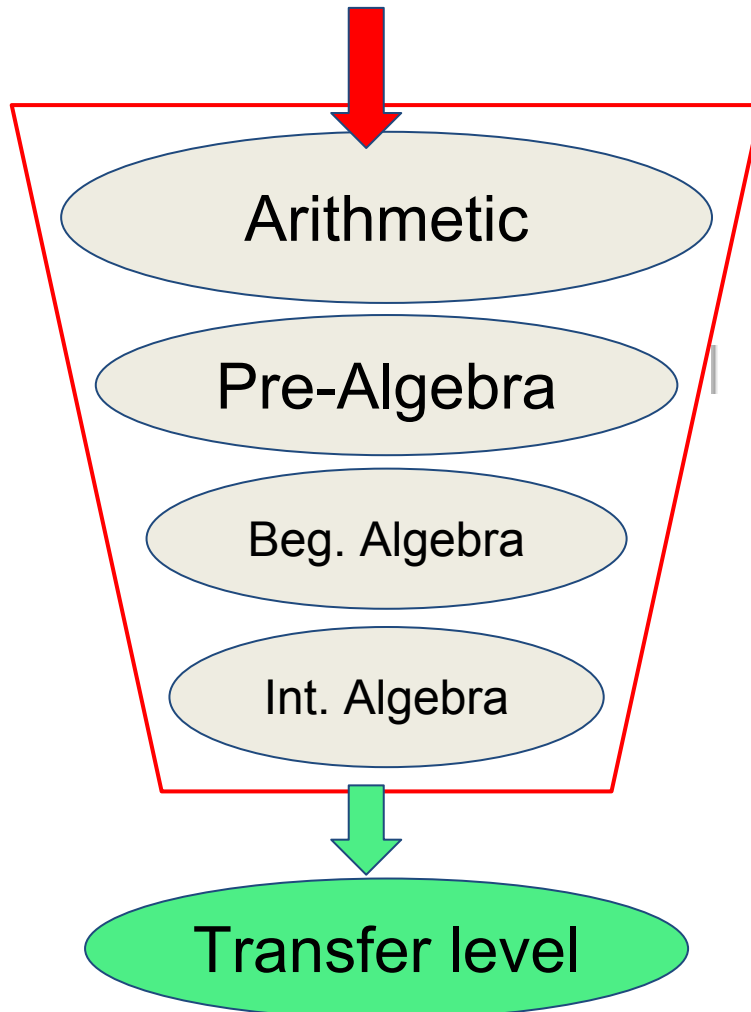 Arithmetic
Pre-Algebra
Beg. Algebra
Int. Algebra
Transfer level